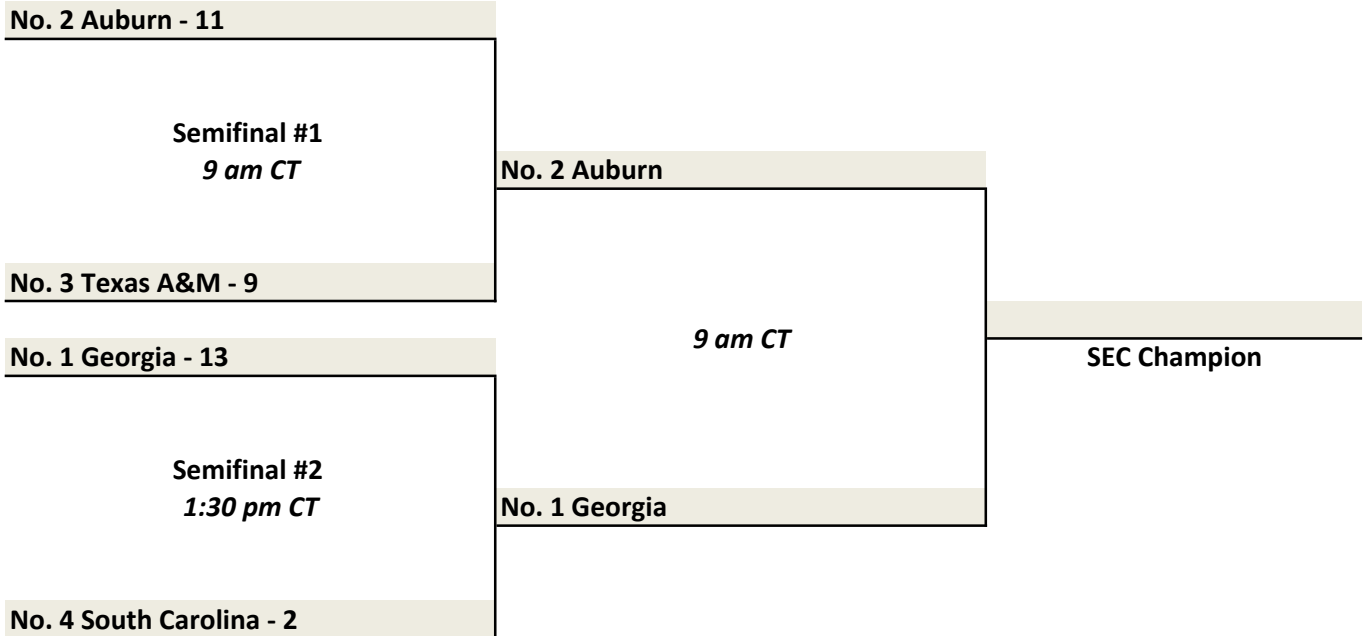 No. 2 Auburn - 11
Semifinal #1
9 am CT
No. 2 Auburn
No. 3 Texas A&M - 9
9 am CT
No. 1 Georgia - 13
SEC Champion
Semifinal #2
1:30 pm CT
No. 1 Georgia
No. 4 South Carolina - 2